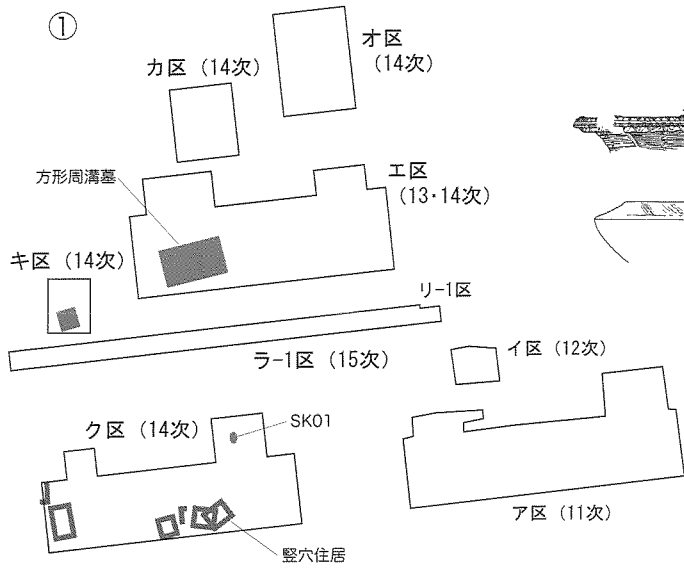 ①
オ区
(14次)
カ区 (14次)
方形周溝墓
エ区
(13・14次)
キ区 (14次)
リ-1区
ラ-1区 (15次)
イ区 (12次)
ク区 (14次)
SK01
ア区 (11次)
竪穴住居